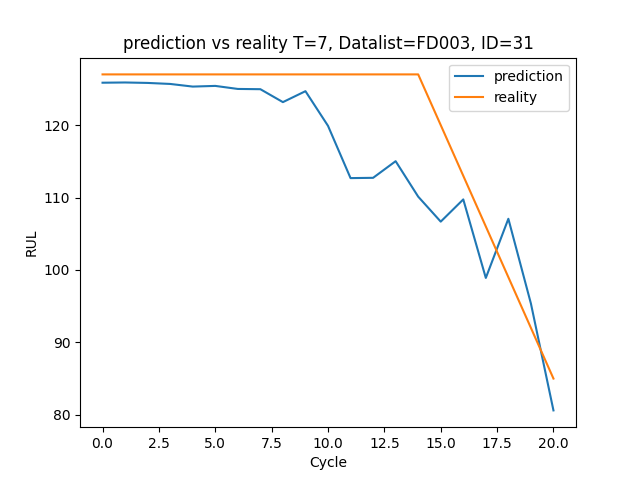 prediction vs reality T=7, Datalist=FD003, ID=31
prediction
reality
RUL
120
110
100
90
80
0.0 2.5 5.0 7.5 10.0 12.5 15.0 17.5 20.0
Cycle